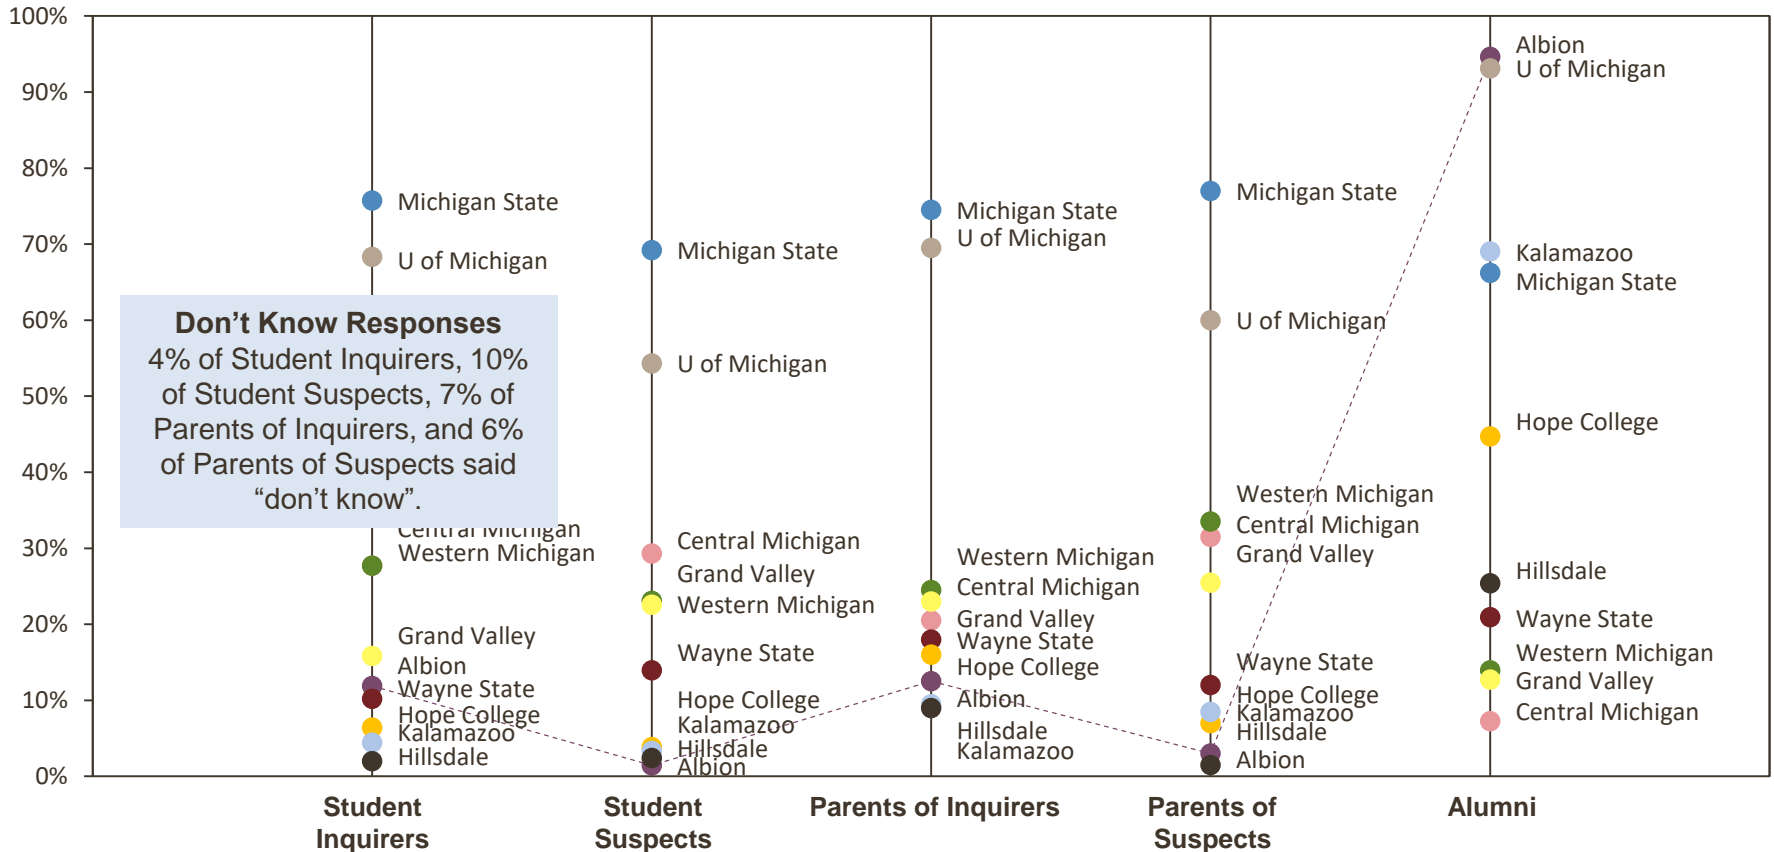 100%
90%
80%
70%
60%
50%
40%
30%
20%
10%
0%
Michigan State
U of Michigan
Don’t Know Responses
4% of Student Inquirers, 10%
of Student Suspects, 7% of
Parents of Inquirers, and 6%
of Parents of Suspects said
“don’t know”.
Central Michigan
Western Michigan
Grand Valley
Albion
Wayne State
Hope College
Kalamazoo
Hillsdale
Michigan State
U of Michigan
Central Michigan
Grand Valley
Western Michigan
Wayne State
Hope College
Kalamazoo
Hillsdale
Albion
Michigan State
U of Michigan
Western Michigan
Central Michigan
Grand Valley
Wayne State
Hope College
Albion
Hillsdale
Kalamazoo
Michigan State
U of Michigan
Western Michigan
Central Michigan
Grand Valley
Wayne State
Hope College
Kalamazoo
Hillsdale
Albion
Albion
U of Michigan
Kalamazoo
Michigan State
Hope College
Hillsdale
Wayne State
Western Michigan
Grand Valley
Central Michigan
Student
Inquirers
Student
Suspects
Parents of Inquirers
Parents of
Suspects
Alumni